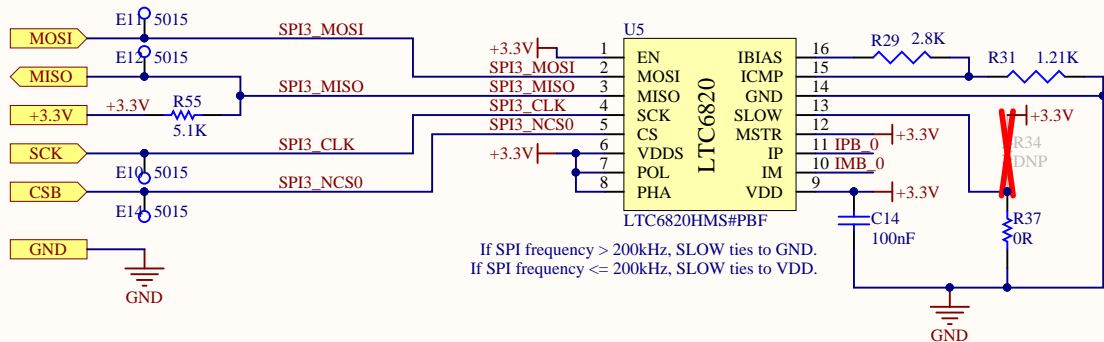 E11 5015
MOSI
SPI3_MOSI
E12 5015
MISO
SPI3_MISO
+3.3V
+3.3V
R55
5.1K
SCK
SPI3_CLK
E10 5015
CSB
SPI3_NCS0
E14 5015
GND
GND
U5
+3.3V
1 EN
SPI3_MOSI 2 MOSI
SPI3_MISO 3 MISO
SPI3_CLK 4 SCK
SPI3_NCS0 5 CS
+3.3V
6 VDDS
7 POL
8 PHA
LTC6820
IBIAS 16
ICMP 15
GND 14
SLOW 13
MSTR 12 +3.3V
IP 11 IPB_0
IM 10 IMB_0
VDD 9 +3.3V
LTC6820HMS#PBF
R29 2.8K
R31 1.21K
+3.3V
R34
DNP
C14
100nF
R37
0R
If SPI frequency > 200kHz, SLOW ties to GND.
If SPI frequency <= 200kHz, SLOW ties to VDD.
GND